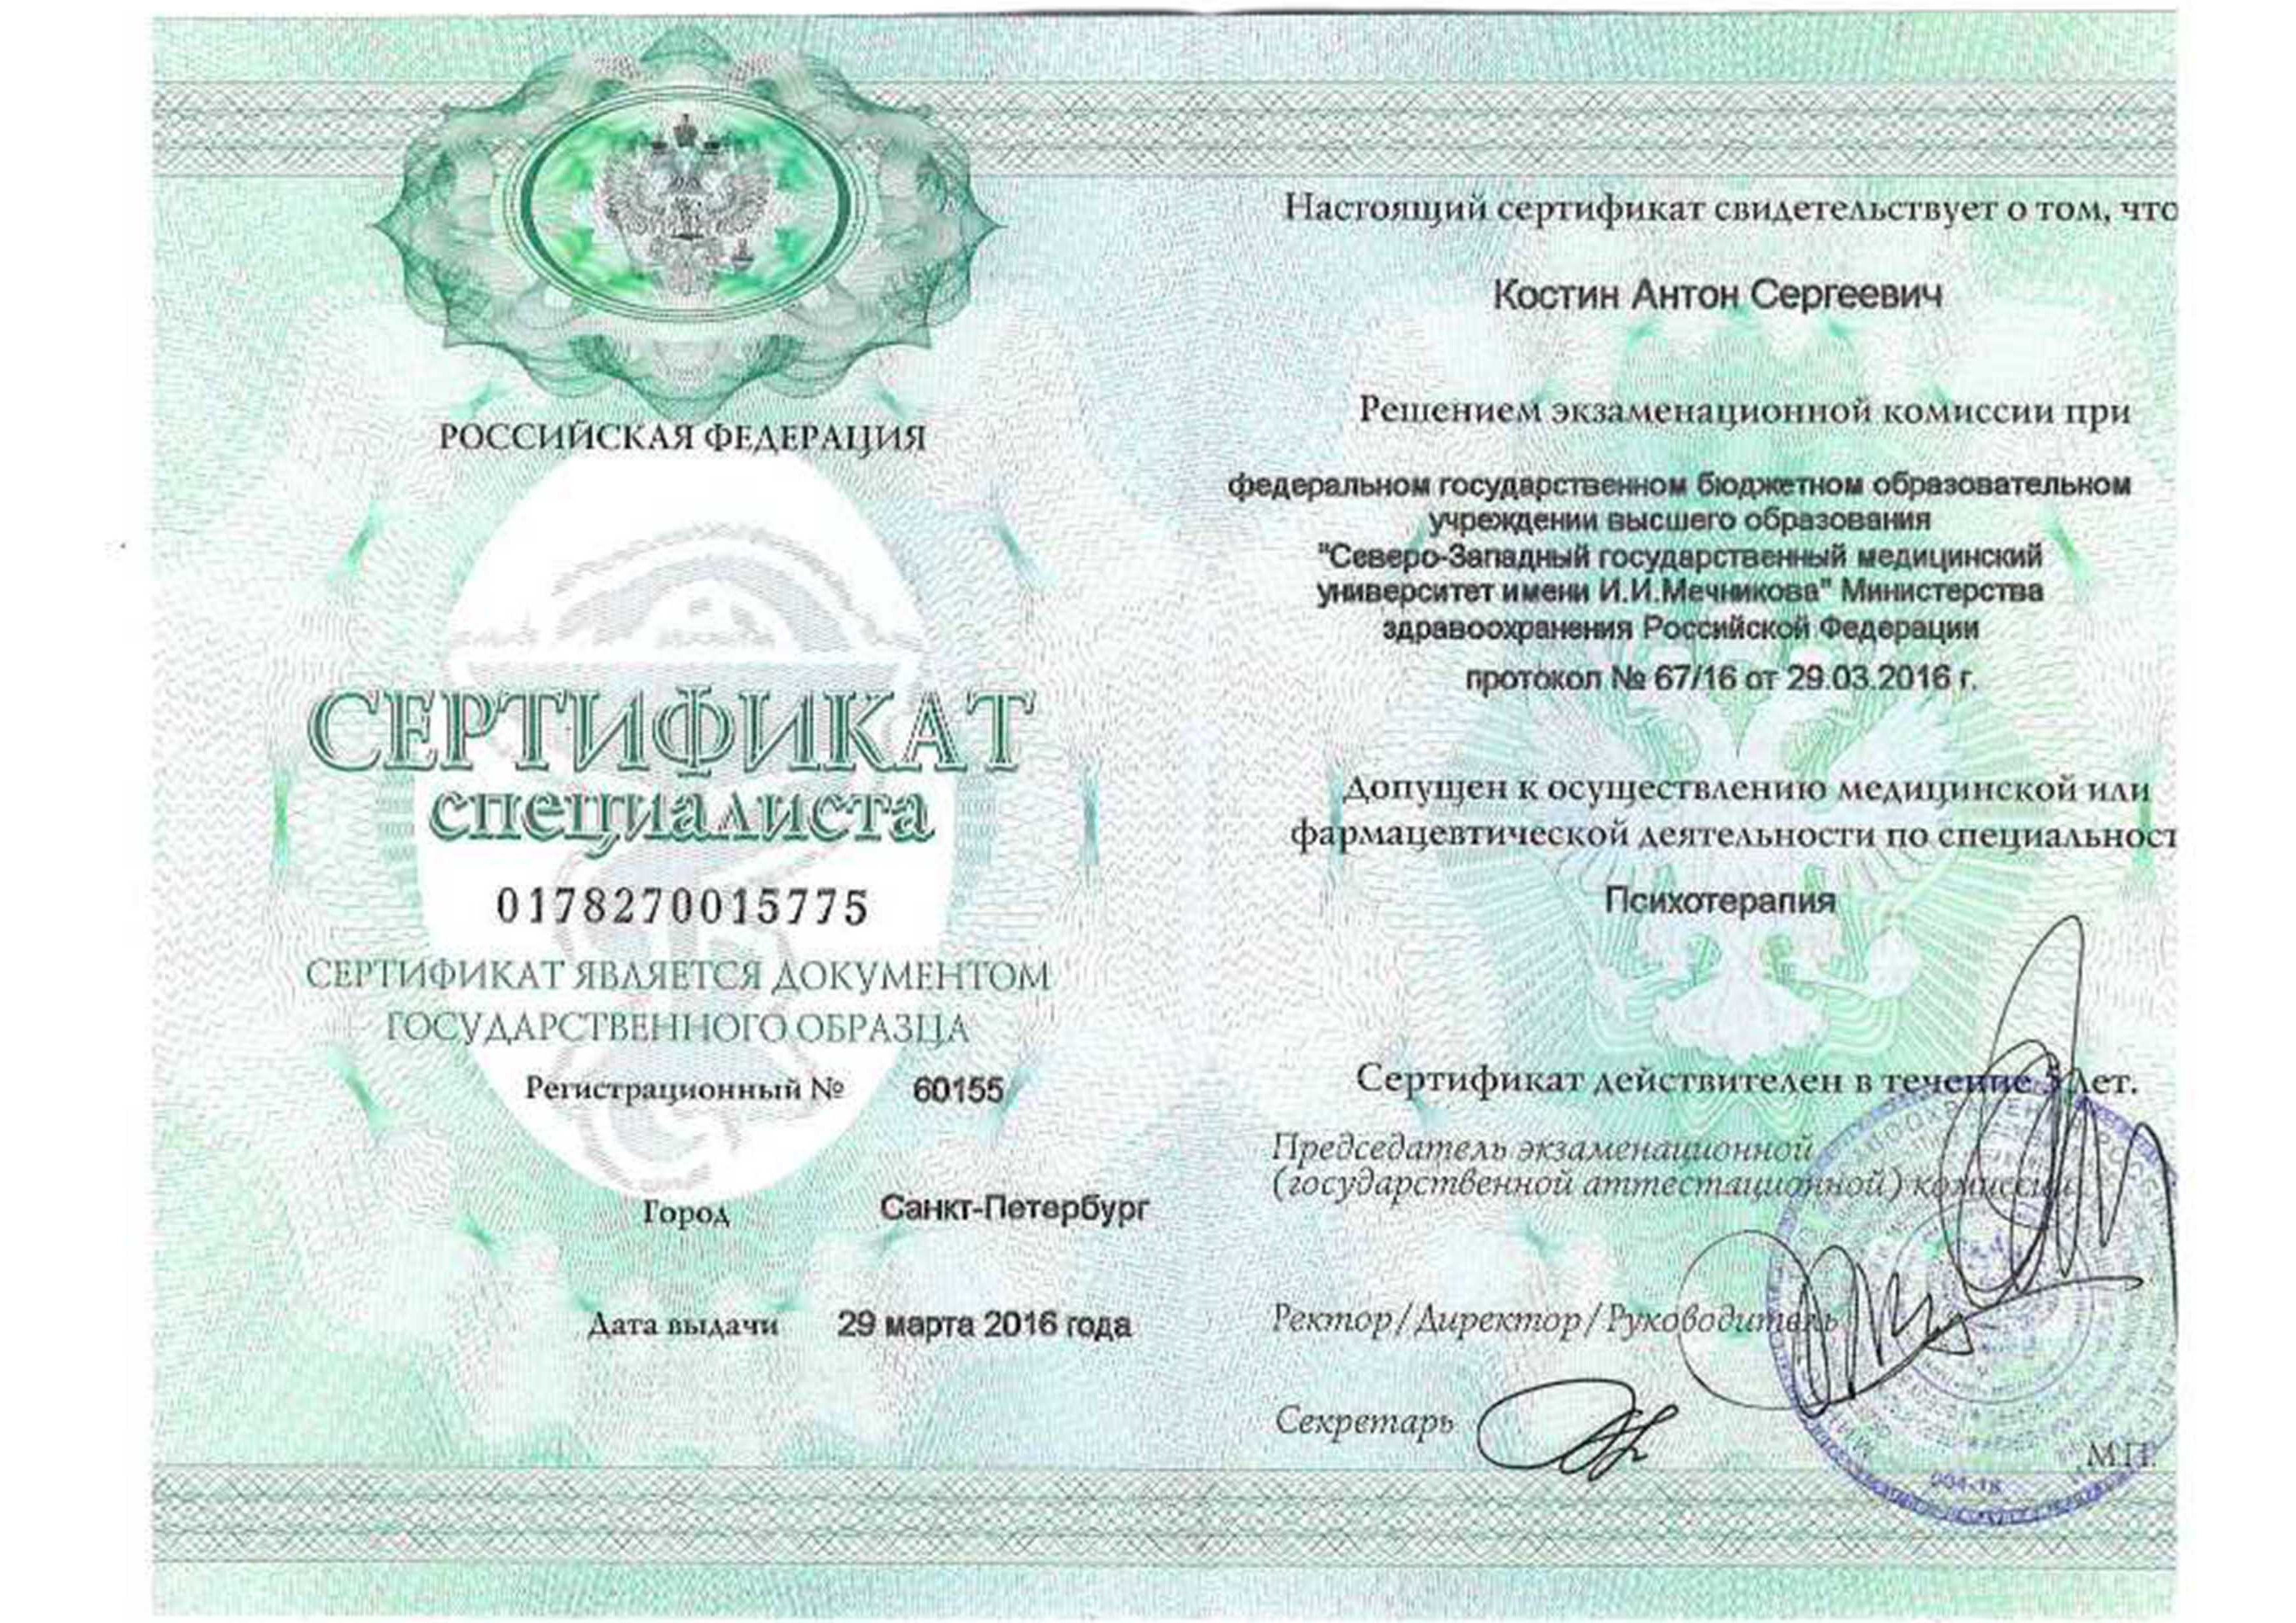 РОССИЙСКАЯ ФЕДЕРАЦИЯ
СЕРТИФИКАТ
специалиста
0178270015775
СЕРТИФИКАТ ЯВЛЯЕТСЯ ДОКУМЕНТОМ
ГОСУДАРСТВЕННОГО ОБРАЗЦА
Регистрационный № 60155
Город Санкт-Петербург
Дата выдачи 29 марта 2016 года
Настоящий сертификат свидетельствует о том, что
Костин Антон Сергеевич
Решением экзаменационной комиссии при
федеральном государственном бюджетном образовательном
учреждении высшего образования
"Северо-Западный государственный медицинский
университет имени И.И.Мечникова" Министерства
здравоохранения Российской Федерации
протокол № 67/16 от 29.03.2016 г.
Допущен к осуществлению медицинской или
фармацевтической деятельности по специальност
Психотерапия
Сертификат действителен в течение 5 лет.
Председатель экзаменационной
(государственной аттестационной) комиссии
Ректор/Директор/Руководитель
Секретарь
М.П.